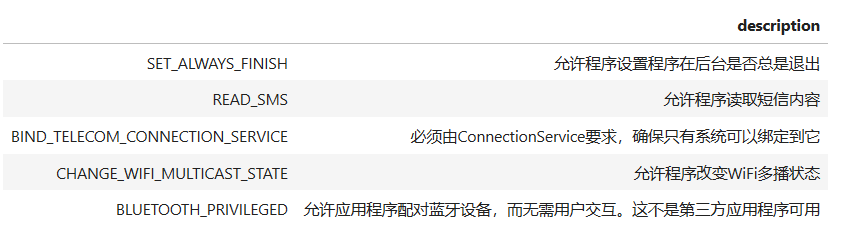 description
SET_ALWAYS_FINISH 允许程序设置程序在后台是否总是退出
READ_SMS 允许程序读取短信内容
BIND_TELECOM_CONNECTION_SERVICE 必须由ConnectionService要求，确保只有系统可以绑定到它
CHANGE_WIFI_MULTICAST_STATE 允许程序改变WiFi多播状态
BLUETOOTH_PRIVILEGED 允许应用程序配对蓝牙设备，而无需用户交互。这不是第三方应用程序可用